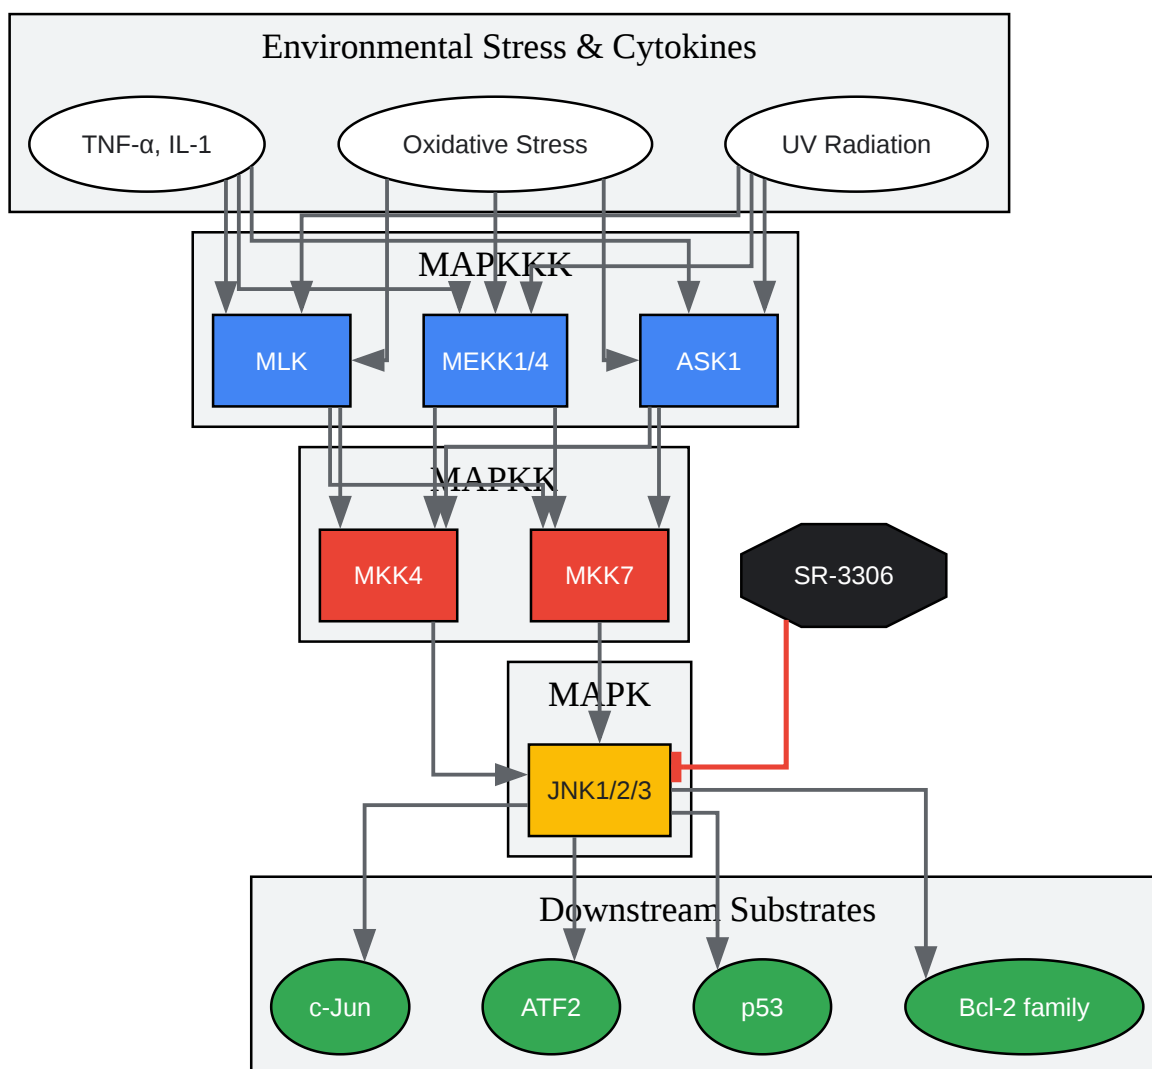 Environmental Stress & Cytokines
TNF-α, IL-1
Oxidative Stress
UV Radiation
MAPKKK
MLK
MEKK1/4
ASK1
MAPKK
MKK4
MKK7
SR-3306
MAPK
JNK1/2/3
Downstream Substrates
c-Jun
ATF2
p53
Bcl-2 family